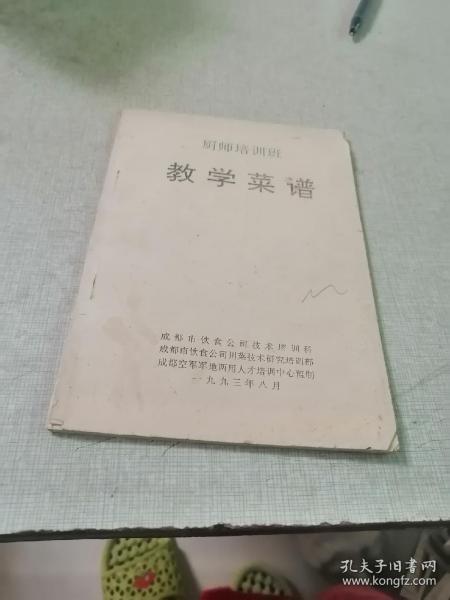 厨师培训班
教学菜谱
成都市饮食公司技术培训科
成都市饮食公司川菜技术研究培训部
成都空军军地两用人才培训中心预制
一九九三年八月
孔夫子旧书网
www.kongfz.com